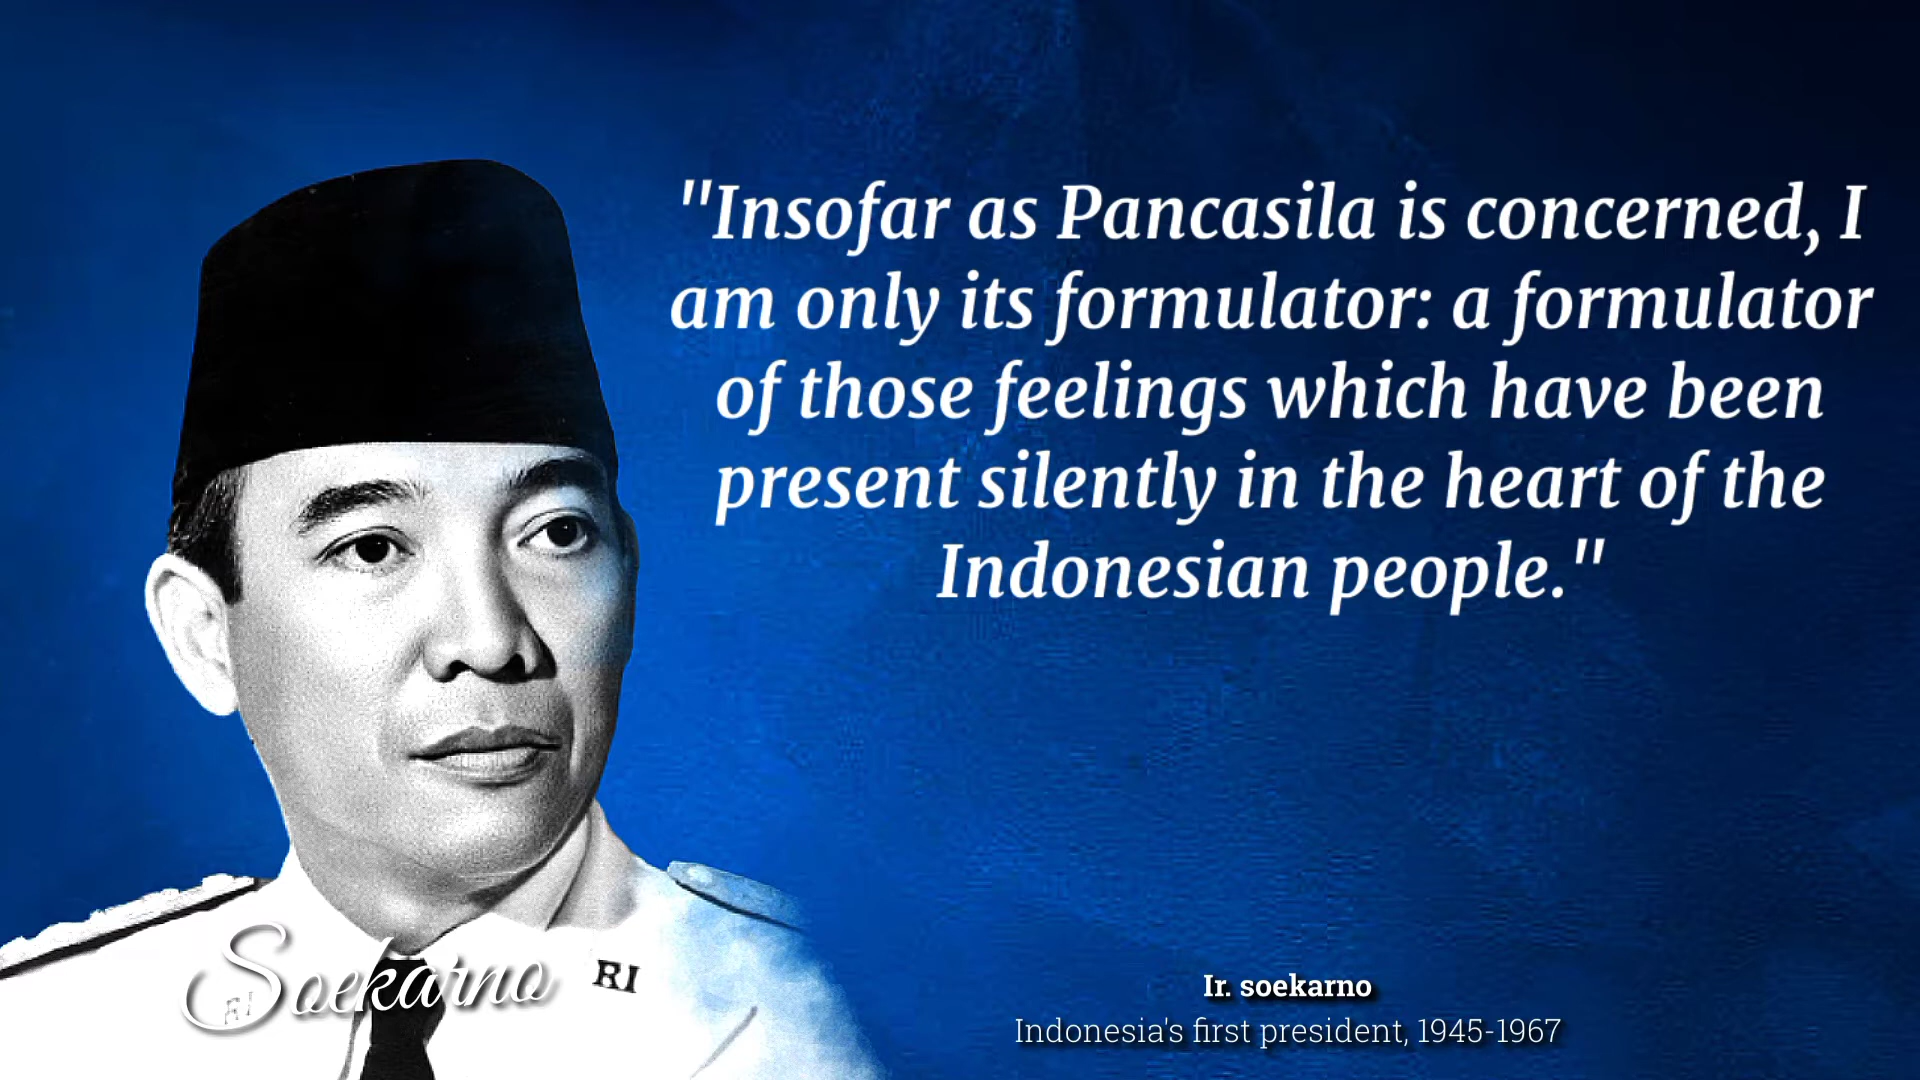 "Insofar as Pancasila is concerned, I
am only its formulator: a formulator
of those feelings which have been
present silently in the heart of the
Indonesian people."
Soekarno
RI
RI
Ir. soekarno
Indonesia's first president, 1945-1967